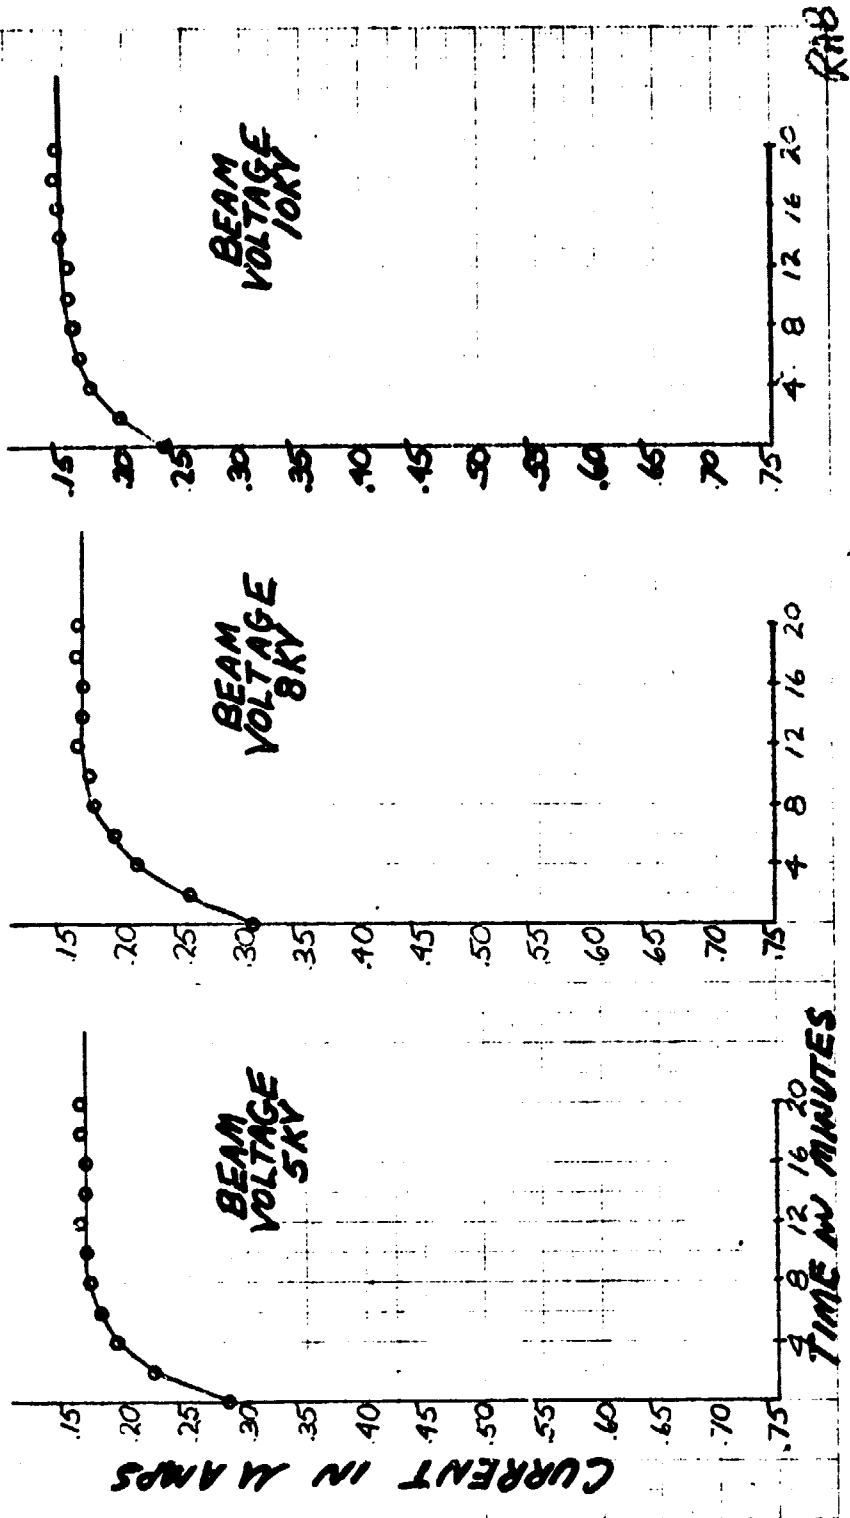 CURRENT IN μ AMPS
.15
.20
.25
.30
.35
.40
.45
.50
.55
.60
.65
.70
.75
BEAM
VOLTAGE
5KV
4 8 12 16 20
TIME IN MINUTES
.15
.20
.25
.30
.35
.40
.45
.50
.55
.60
.65
.70
.75
BEAM
VOLTAGE
8KV
4 8 12 16 20
.15
.20
.25
.30
.35
.40
.45
.50
.55
.60
.65
.70
.75
BEAM
VOLTAGE
10KV
4 8 12 16 20
RAB